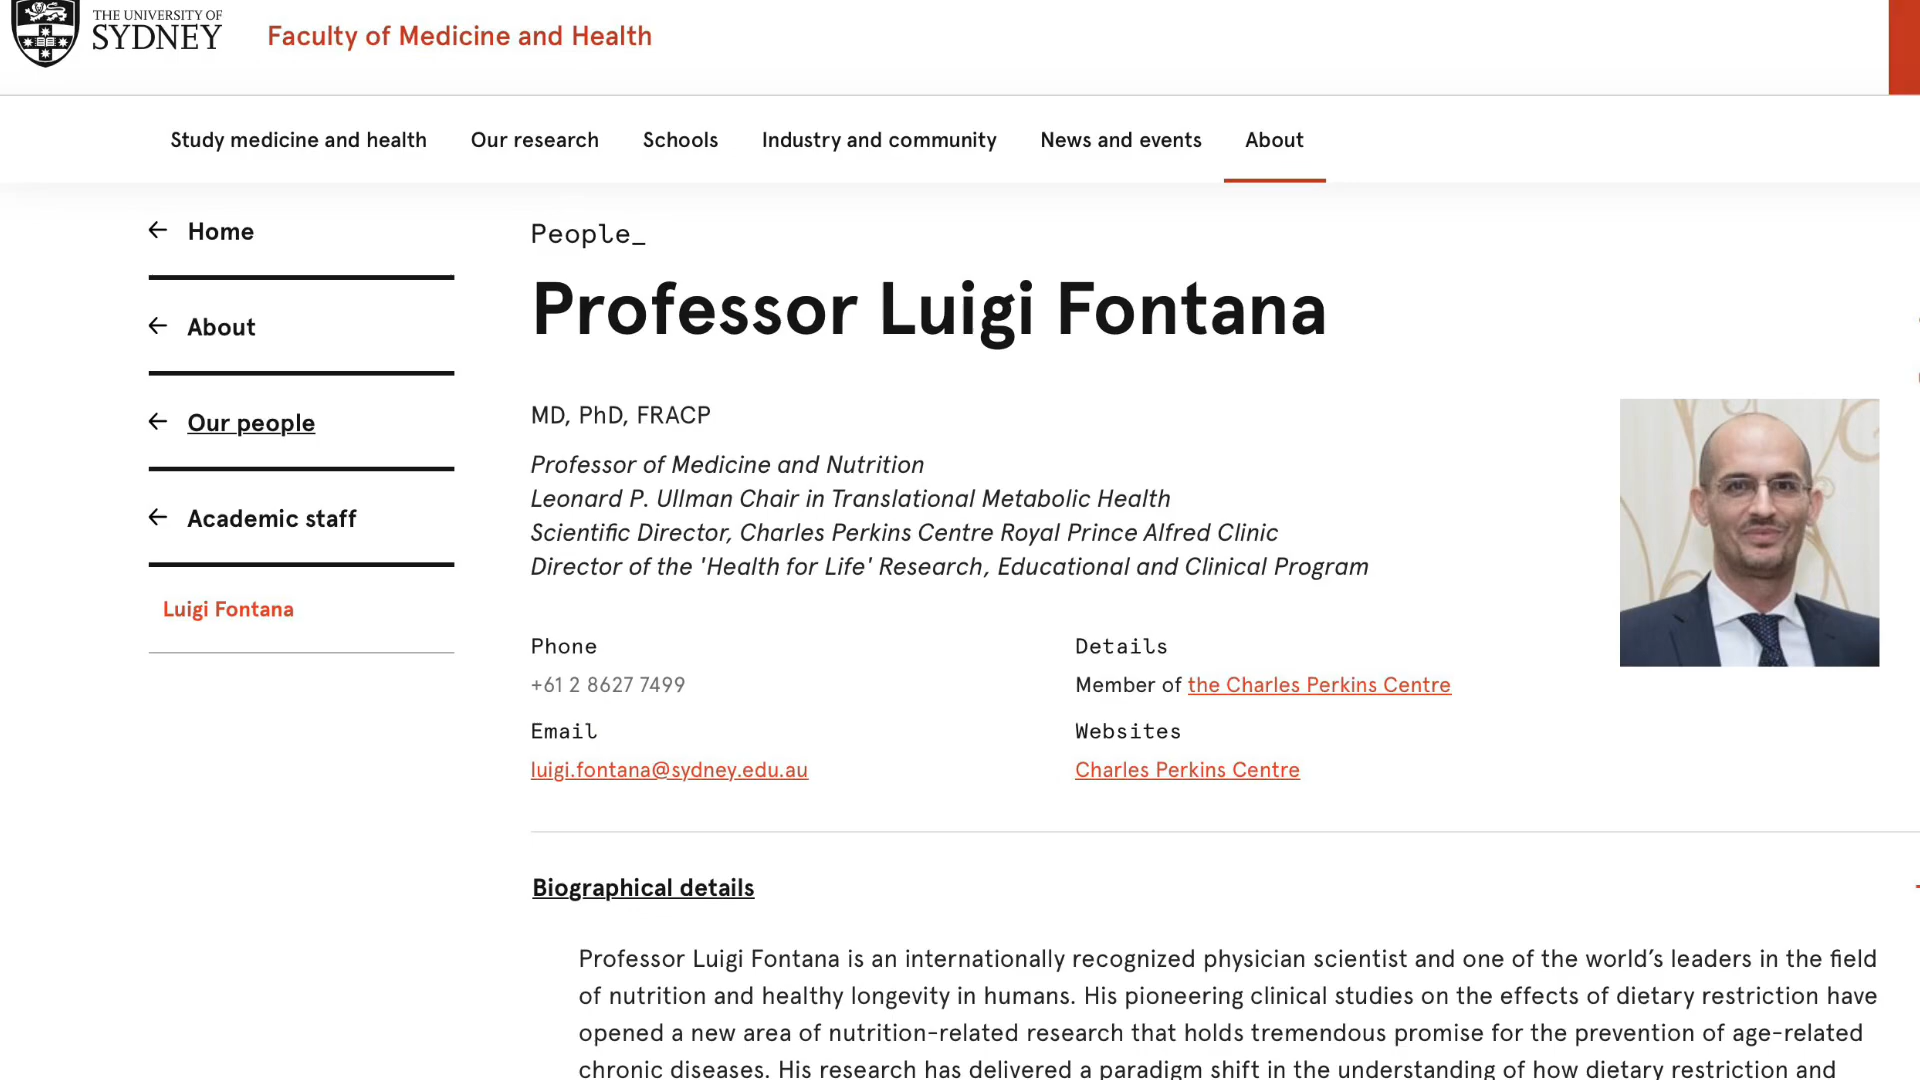 THE UNIVERSITY OF
SYDNEY
Faculty of Medicine and Health
Study medicine and health Our research Schools Industry and community News and events About
Home
About
Our people
Academic staff
Luigi Fontana
People_
Professor Luigi Fontana
MD, PhD, FRACP
Professor of Medicine and Nutrition
Leonard P. Ullman Chair in Translational Metabolic Health
Scientific Director, Charles Perkins Centre Royal Prince Alfred Clinic
Director of the 'Health for Life' Research, Educational and Clinical Program
Phone
+61 2 8627 7499
Email
luigi.fontana@sydney.edu.au
Details
Member of the Charles Perkins Centre
Websites
Charles Perkins Centre
Biographical details
Professor Luigi Fontana is an internationally recognized physician scientist and one of the world’s leaders in the field
of nutrition and healthy longevity in humans. His pioneering clinical studies on the effects of dietary restriction have
opened a new area of nutrition-related research that holds tremendous promise for the prevention of age-related
chronic diseases. His research has delivered a paradigm shift in the understanding of how dietary restriction and